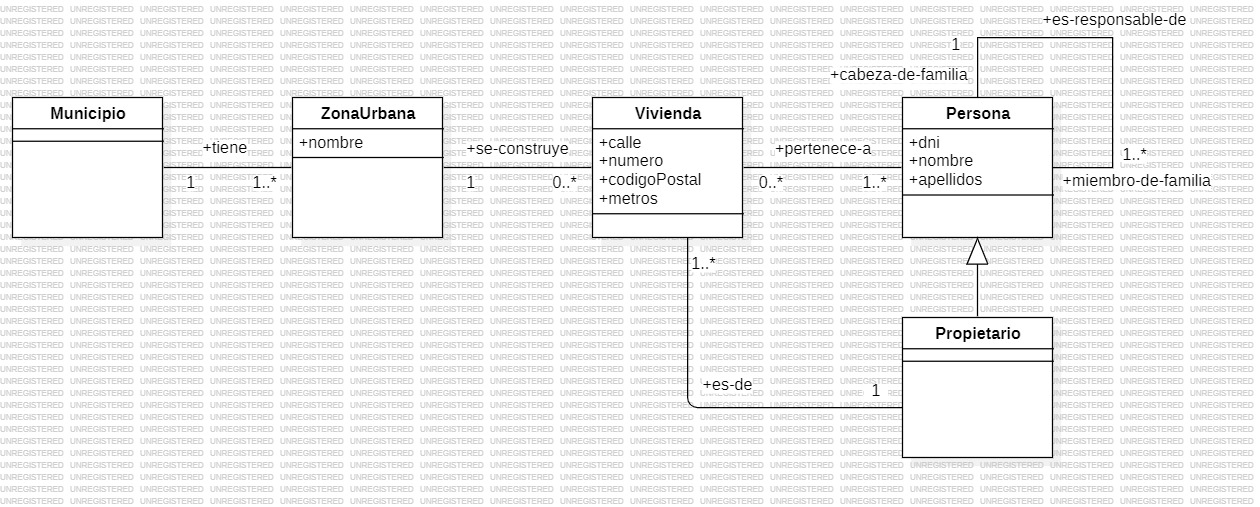 +es-responsable-de
1
+cabeza-de-familia
Municipio
ZonaUrbana
Vivienda
Persona
+nombre
+calle
+numero
+codigoPostal
+metros
+dni
+nombre
+apellidos
+tiene
1
1..*
+se-construye
1
0..*
+pertenece-a
0..*
1..*
1..*
+miembro-de-familia
1..*
Propietario
+es-de
1
UNREGISTERED